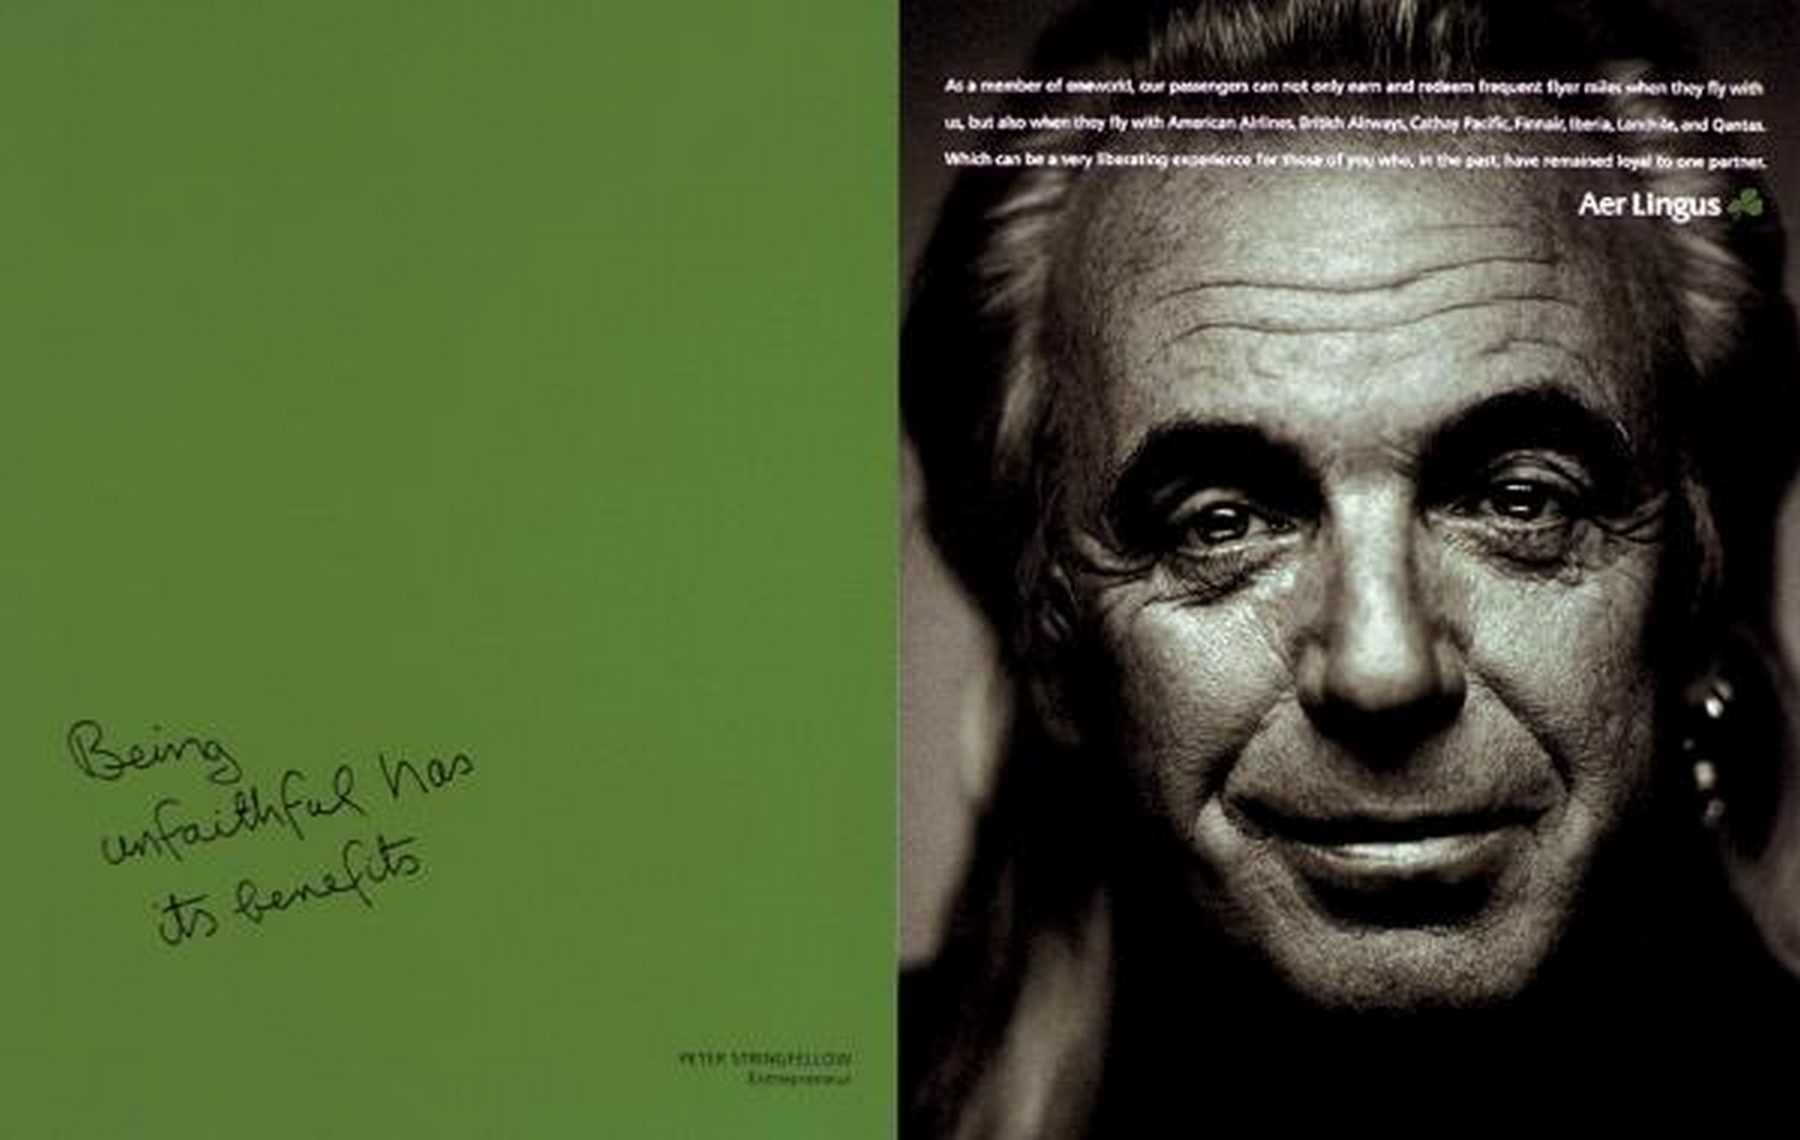 Being
unfaithful has
its benefits
PETER STRINGFELLOW
Entrepreneur
As a member of oneworld, our passengers can not only earn and redeem frequent flyer miles when they fly with
us, but also when they fly with American Airlines, British Airways, Cathay Pacific, Finnair, Iberia, Lanchile, and Qantas.
Which can be a very liberating experience for those of you who, in the past, have remained loyal to one partner.
Aer Lingus